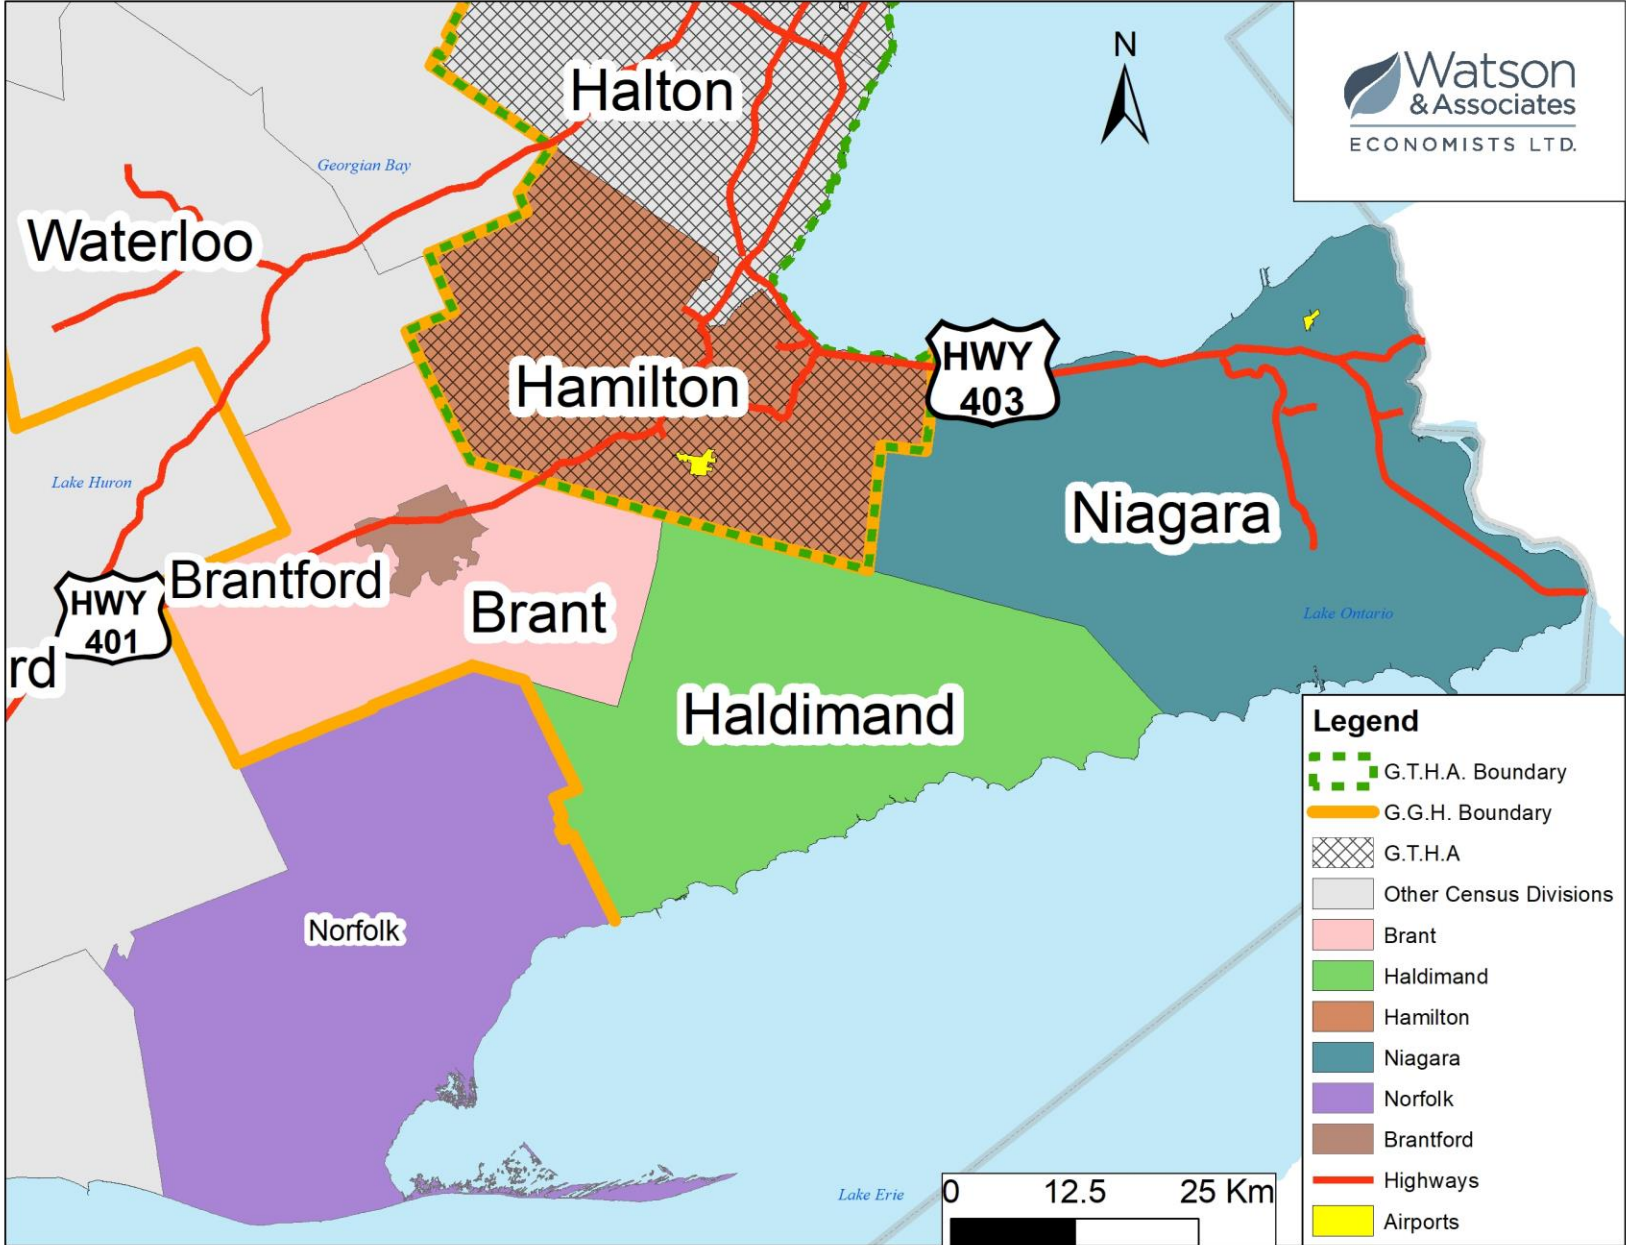 N
Watson
& Associates
ECONOMISTS LTD.
Halton
Georgian Bay
Waterloo
HWY
403
Hamilton
Lake Huron
Niagara
Brantford
HWY
401
Brant
Lake Ontario
rd
Haldimand
Norfolk
Lake Erie
0 12.5 25 Km
Legend
G.T.H.A. Boundary
G.G.H. Boundary
G.T.H.A
Other Census Divisions
Brant
Haldimand
Hamilton
Niagara
Norfolk
Brantford
Highways
Airports